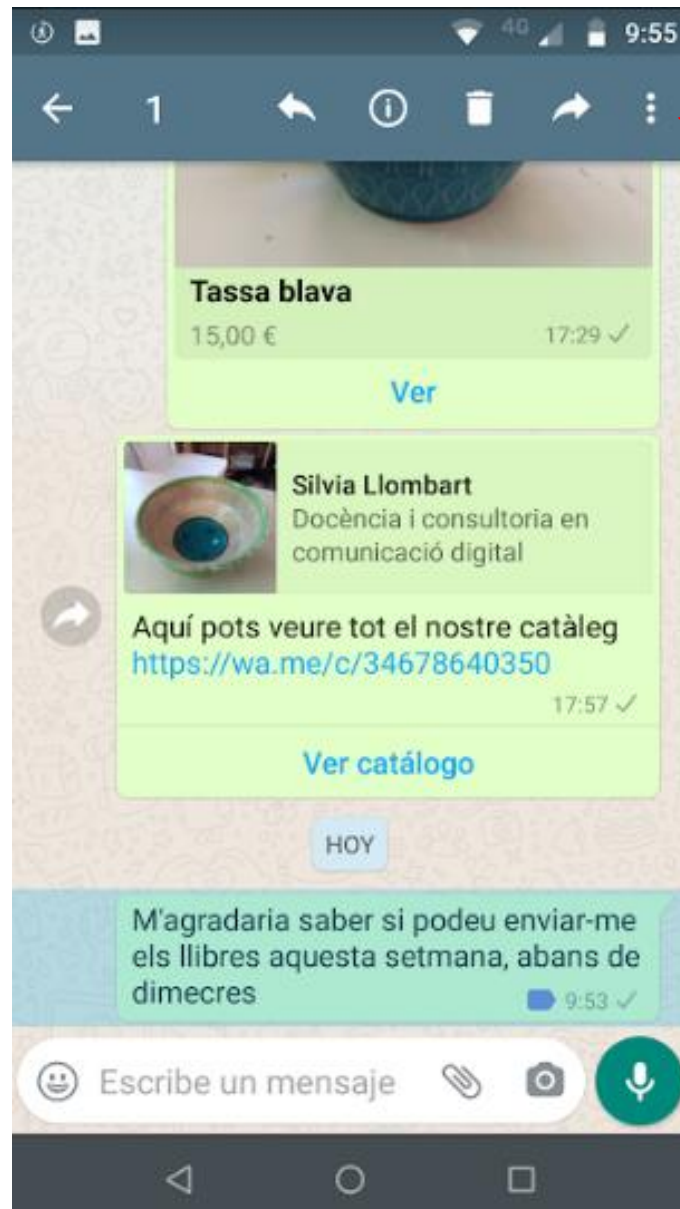 4G 9:55
1
Tassa blava
15,00 € 17:29
Ver
Silvia Llombart
Docència i consultoria en
comunicació digital
Aquí pots veure tot el nostre catàleg
https://wa.me/c/34678640350
17:57
Ver catálogo
HOY
M'agradaria saber si podeu enviar-me
els llibres aquesta setmana, abans de
dimecres 9:53
Escribe un mensaje